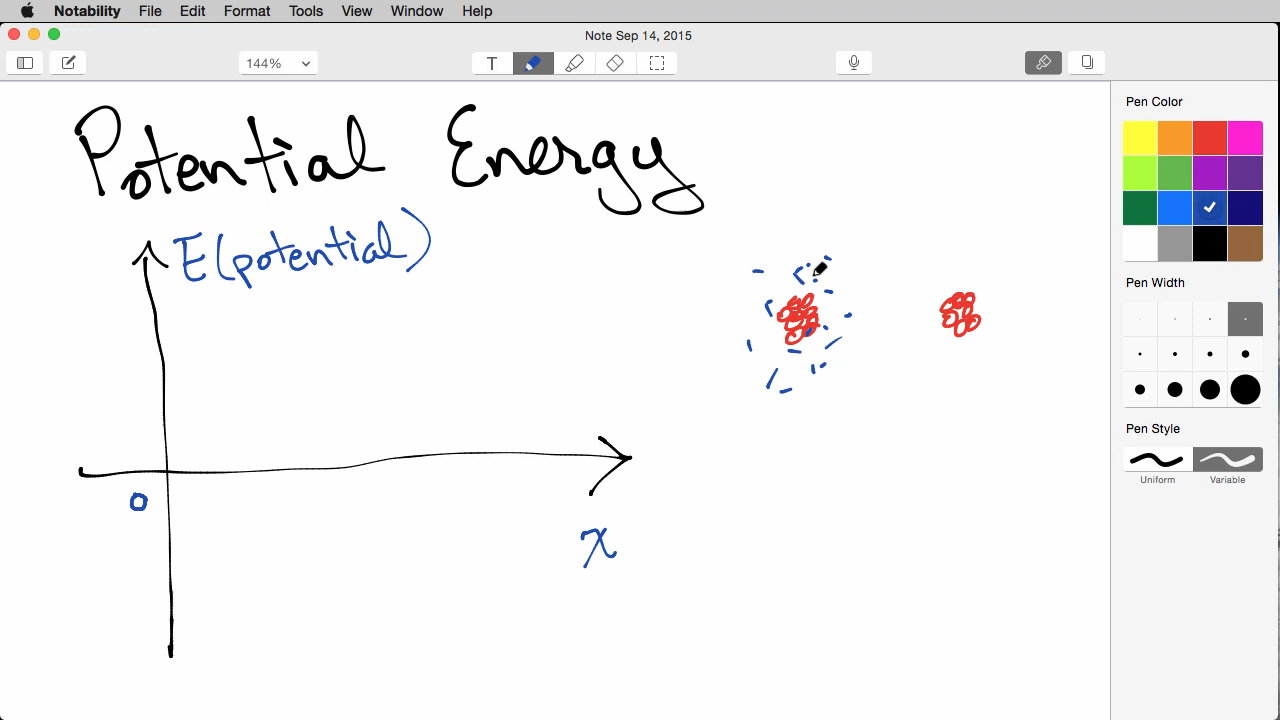 Notability File Edit Format Tools View Window Help
Note Sep 14, 2015
144% T
Pen Color
Potential Energy
E(potential)
Pen Width
Pen Style
Uniform Variable
0
x